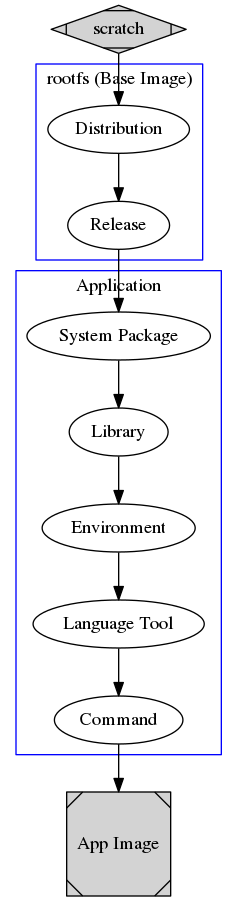 scratch
rootfs (Base Image)
Distribution
Release
Application
System Package
Library
Environment
Language Tool
Command
App Image